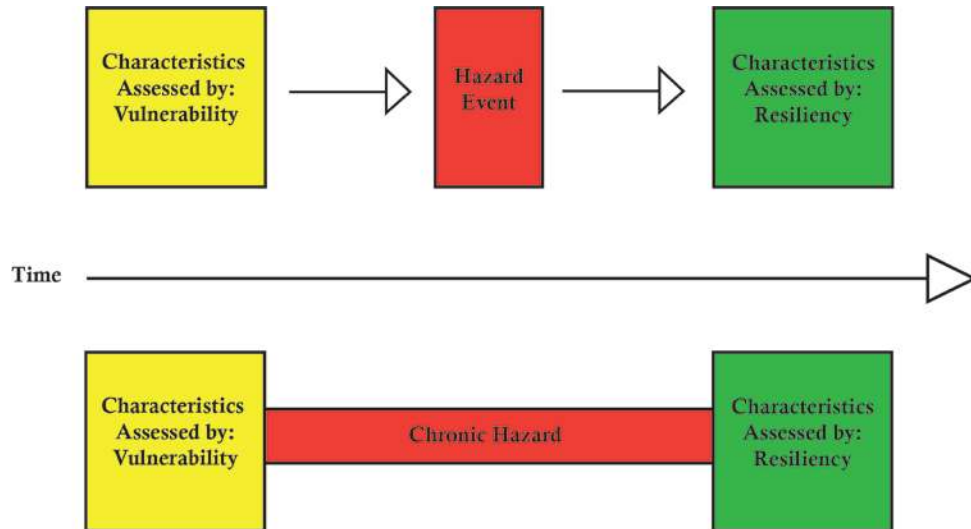 Characteristics
Assessed by:
Vulnerability
Hazard
Event
Characteristics
Assessed by:
Resiliency
Time
Characteristics
Assessed by:
Vulnerability
Chronic Hazard
Characteristics
Assessed by:
Resiliency